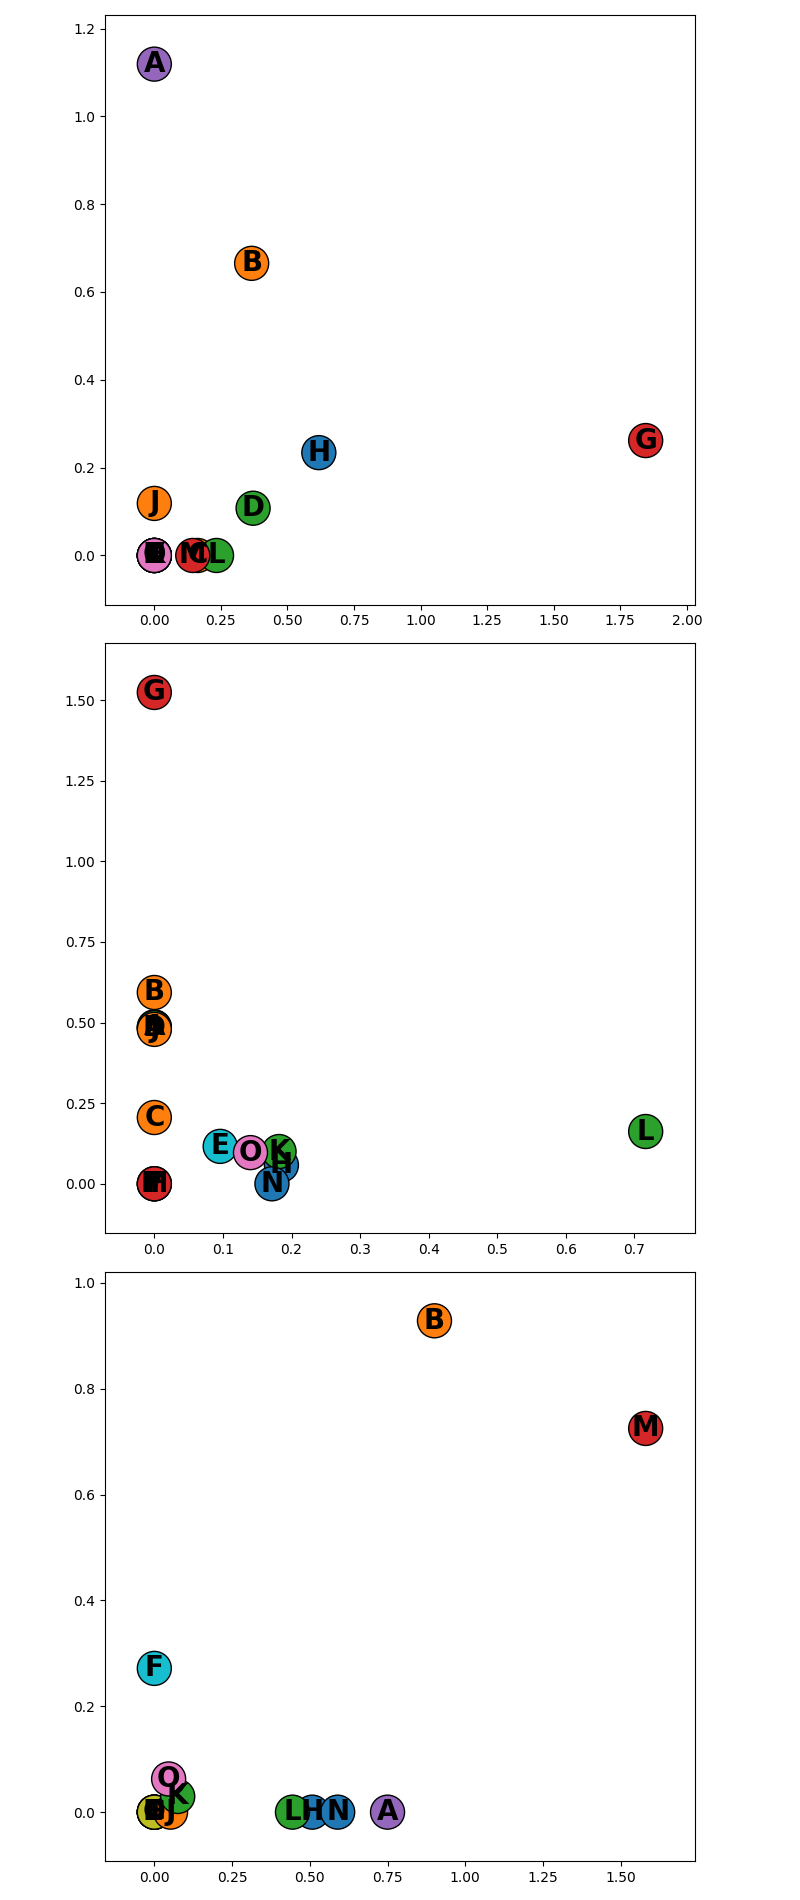 1.2
A
1.0
0.8
B
0.6
0.4
G
H
0.2
J
D
M C L
0.0
0.00 0.25 0.50 0.75 1.00 1.25 1.50 1.75 2.00
G
1.50
1.25
1.00
0.75
B
0.50
J
0.25
C
L
E O K
H
0.00
N
0.0 0.1 0.2 0.3 0.4 0.5 0.6 0.7
1.0
B
0.8
M
0.6
0.4
F
0.2
O
K
0.0
J L H N A
0.00 0.25 0.50 0.75 1.00 1.25 1.50